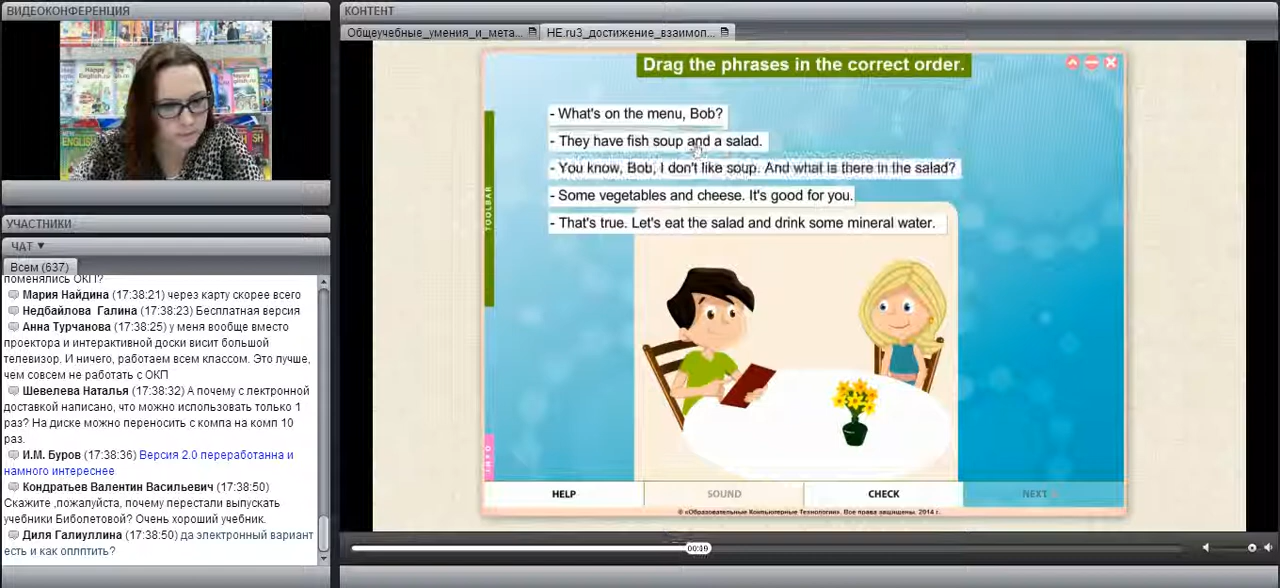 ВИДЕОКОНФЕРЕНЦИЯ
УЧАСТНИКИ
ЧАТ ▼
Всем (637)
поменялись ОКП?
Мария Найдина (17:38:21) через карту скорее всего
Недбайлова Галина (17:38:23) Бесплатная версия
Анна Турчанова (17:38:25) у меня вообще вместо
проектора и интерактивной доски висит большой
телевизор. И ничего, работаем всем классом. Это лучше,
чем совсем не работать с ОКП
Шевелева Наталья (17:38:32) А почему с лектронной
доставкой написано, что можно использовать только 1
раз? На диске можно переносить с компа на комп 10
раз.
И.М. Буров (17:38:36) Версия 2.0 переработанна и
намного интереснее
Кондратьев Валентин Васильевич (17:38:50)
Скажите ,пожалуйста, почему перестали выпускать
учебники Биболетовой? Очень хороший учебник.
Диля Галиуллина (17:38:50) да электронный вариант
есть и как оплптить?
КОНТЕНТ
Общеучебные_умения_и_мета...
HE.ru3_достижение_взаимоп...
Drag the phrases in the correct order.
TOOLBAR
- What's on the menu, Bob?
- They have fish soup and a salad.
- You know, Bob, I don't like soup. And what is there in the salad?
- Some vegetables and cheese. It's good for you.
- That's true. Let's eat the salad and drink some mineral water.
HELP
SOUND
CHECK
NEXT
© «Образовательные Компьютерные Технологии». Все права защищены, 2014 г.
00:49